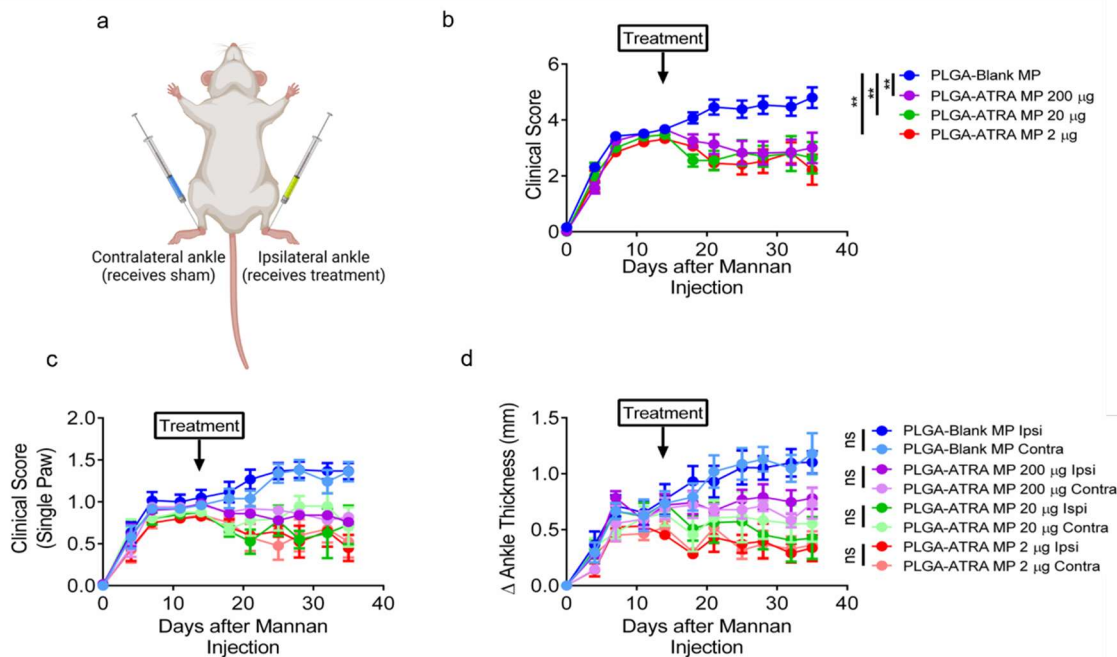 a
Contralateral ankle
(receives sham)
Ipsilateral ankle
(receives treatment)
b
Treatment
Clinical Score
6
4
2
0
0 10 20 30 40
Days after Mannan
Injection
** ** **
PLGA-Blank MP
PLGA-ATRA MP 200 µg
PLGA-ATRA MP 20 µg
PLGA-ATRA MP 2 µg
c
Treatment
Clinical Score
(Single Paw)
2.0
1.5
1.0
0.5
0.0
0 10 20 30 40
Days after Mannan
Injection
d
Treatment
Δ Ankle Thickness (mm)
1.5
1.0
0.5
0.0
0 10 20 30 40
Days after Mannan
Injection
ns
PLGA-Blank MP Ipsi
PLGA-Blank MP Contra
ns
PLGA-ATRA MP 200 µg Ipsi
PLGA-ATRA MP 200 µg Contra
ns
PLGA-ATRA MP 20 µg Ispi
PLGA-ATRA MP 20 µg Contra
ns
PLGA-ATRA MP 2 µg Ipsi
PLGA-ATRA MP 2 µg Contra